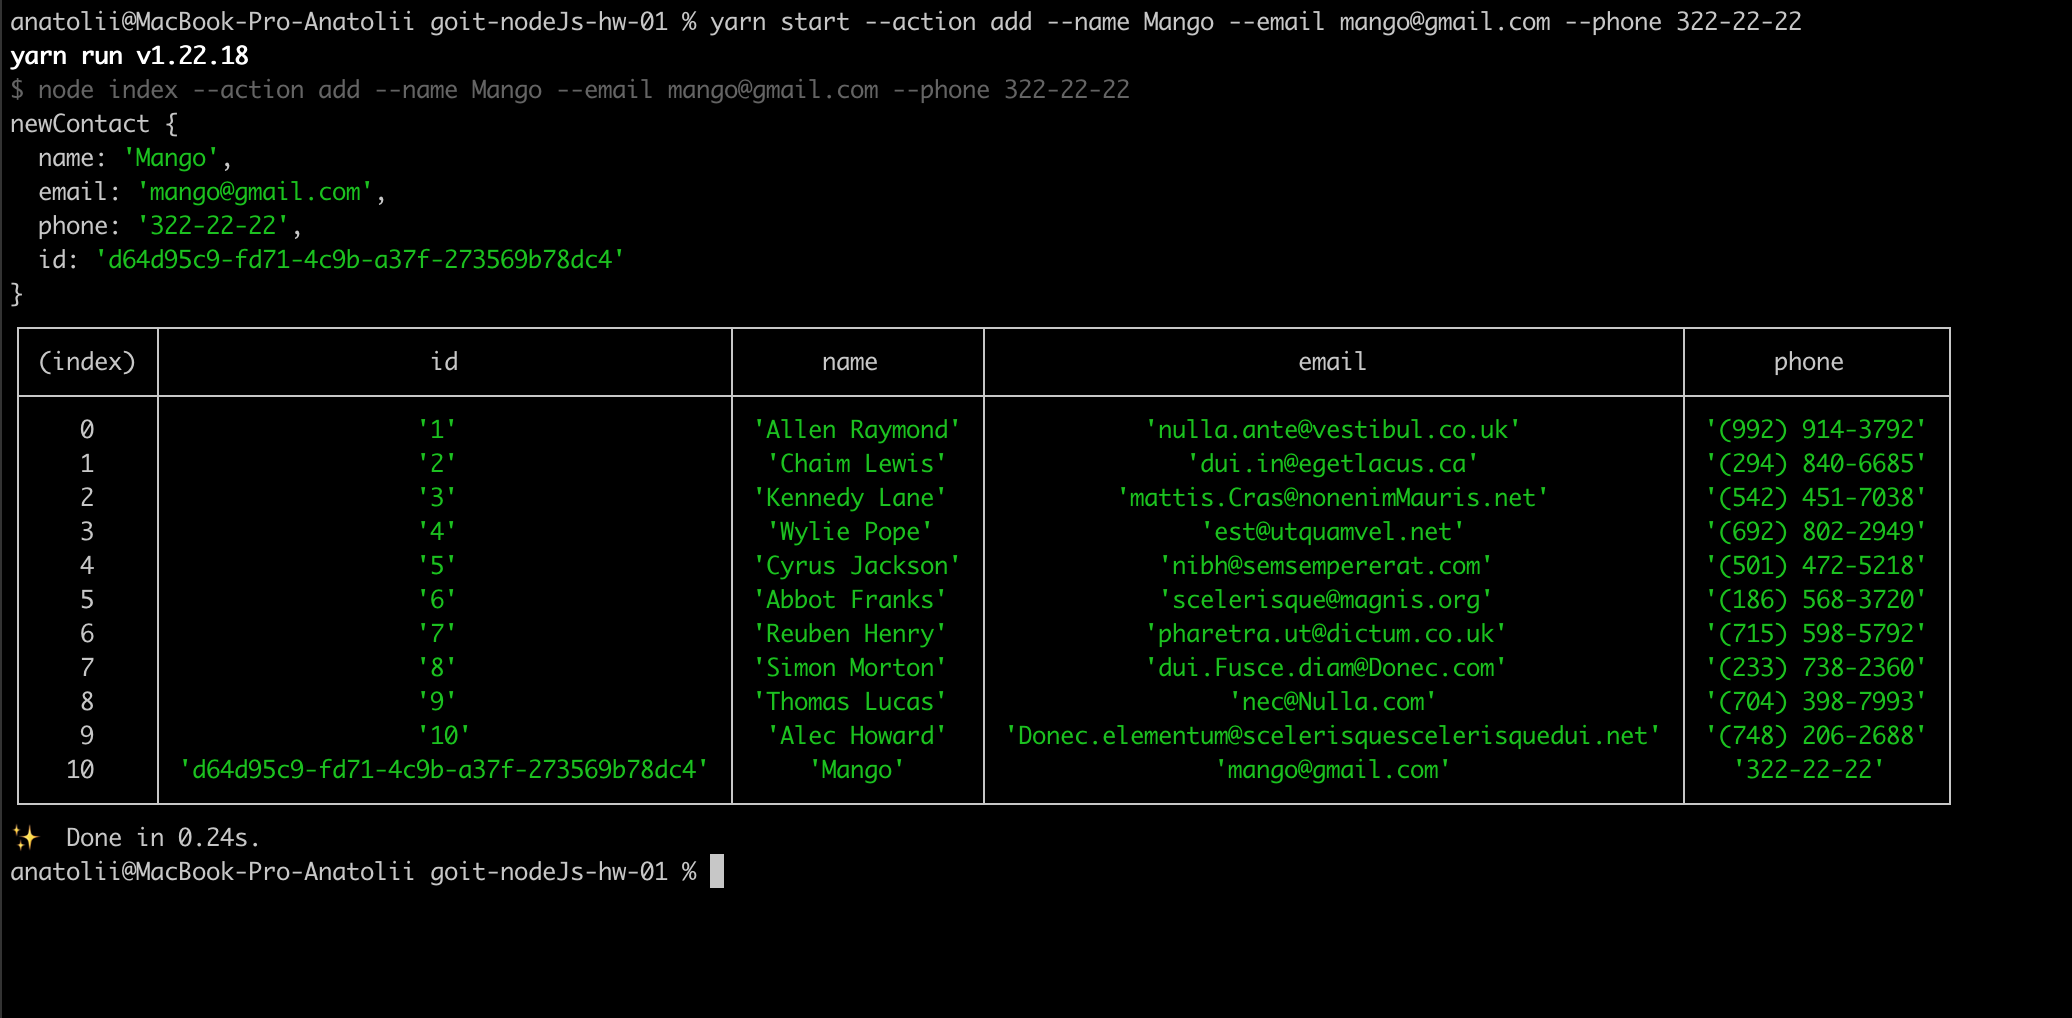 anatolii@MacBook-Pro-Anatolii goit-nodeJs-hw-01 % yarn start --action add --name Mango --email mango@gmail.com --phone 322-22-22
yarn run v1.22.18
$ node index --action add --name Mango --email mango@gmail.com --phone 322-22-22
newContact {
  name: 'Mango',
  email: 'mango@gmail.com',
  phone: '322-22-22',
  id: 'd64d95c9-fd71-4c9b-a37f-273569b78dc4'
}
(index) id name email phone
0 '1' 'Allen Raymond' 'nulla.ante@vestibul.co.uk' '(992) 914-3792'
1 '2' 'Chaim Lewis' 'dui.in@egetlacus.ca' '(294) 840-6685'
2 '3' 'Kennedy Lane' 'mattis.Cras@nonenimMauris.net' '(542) 451-7038'
3 '4' 'Wylie Pope' 'est@utquamvel.net' '(692) 802-2949'
4 '5' 'Cyrus Jackson' 'nibh@semsempererat.com' '(501) 472-5218'
5 '6' 'Abbot Franks' 'scelerisque@magnis.org' '(186) 568-3720'
6 '7' 'Reuben Henry' 'pharetra.ut@dictum.co.uk' '(715) 598-5792'
7 '8' 'Simon Morton' 'dui.Fusce.diam@Donec.com' '(233) 738-2360'
8 '9' 'Thomas Lucas' 'nec@Nulla.com' '(704) 398-7993'
9 '10' 'Alec Howard' 'Donec.elementum@scelerisquescelerisquedui.net' '(748) 206-2688'
10 'd64d95c9-fd71-4c9b-a37f-273569b78dc4' 'Mango' 'mango@gmail.com' '322-22-22'
✨ Done in 0.24s.
anatolii@MacBook-Pro-Anatolii goit-nodeJs-hw-01 %